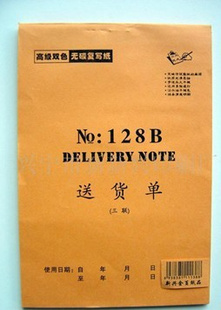 高级双色 无碳复写纸
No: 128B
DELIVERY NOTE
送货单
(三联)
使用日期: 自 年 月 日
至 年 月 日